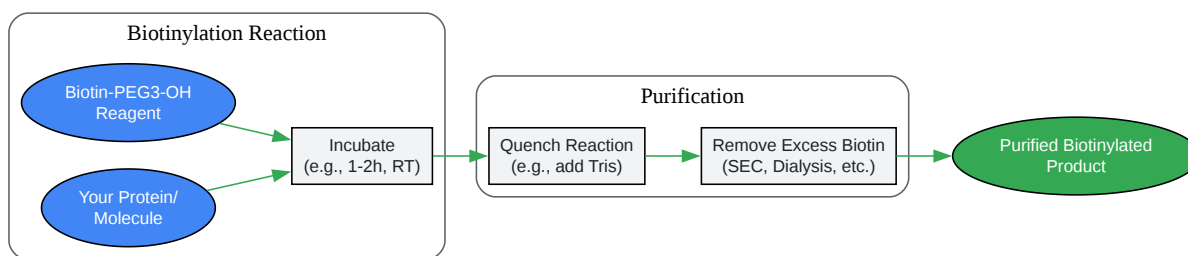 Biotinylation Reaction
Biotin-PEG3-OH
Reagent
Your Protein/
Molecule
Incubate
(e.g., 1-2h, RT)
Purification
Quench Reaction
(e.g., add Tris)
Remove Excess Biotin
(SEC, Dialysis, etc.)
Purified Biotinylated
Product